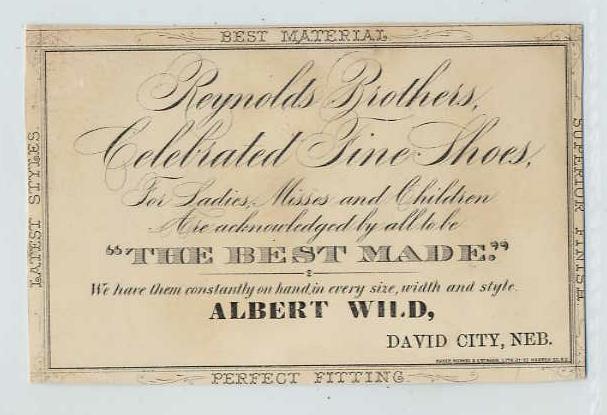 BEST MATERIAL
LATEST STYLES.
SUPERIOR FINISH.
Reynolds Brothers,
Celebrated Fine Shoes,
For Ladies, Misses and Children
Are acknowledged by all to be
“THE BEST MADE.”
We have them constantly on hand, in every size, width and style.
ALBERT WILD,
DAVID CITY, NEB.
PERFECT FITTING.